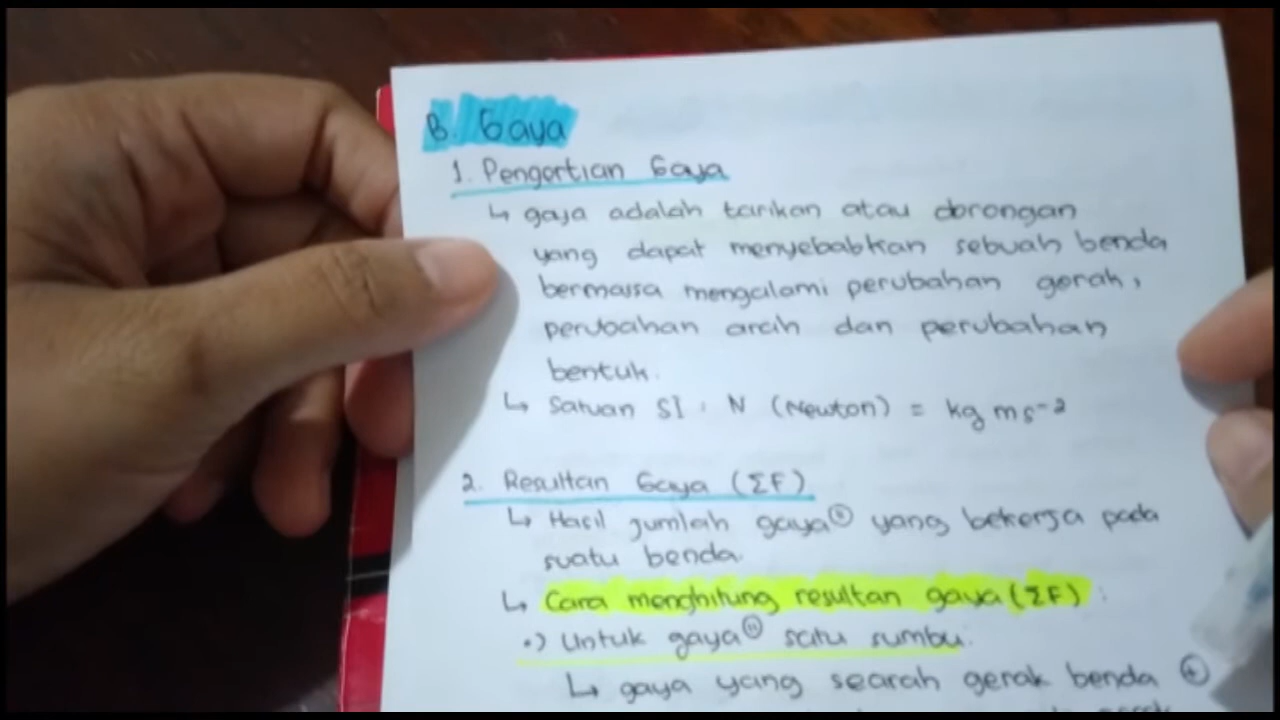 B. Gaya
1. Pengertian Gaya
↳ gaya adalah tarikan atau dorongan
yang dapat menyebabkan sebuah benda
bermassa mengalami perubahan gerak,
perubahan arah dan perubahan
bentuk.
↳ Satuan SI : N (Newton) = kg ms⁻²
2. Resultan Gaya (ΣF)
↳ Hasil jumlah gaya⁽²⁾ yang bekerja pada
suatu benda.
↳ Cara menghitung resultan gaya (ΣF) :
•) Untuk gaya⁽²⁾ satu sumbu.
↳ gaya yang searah gerak benda ⊕